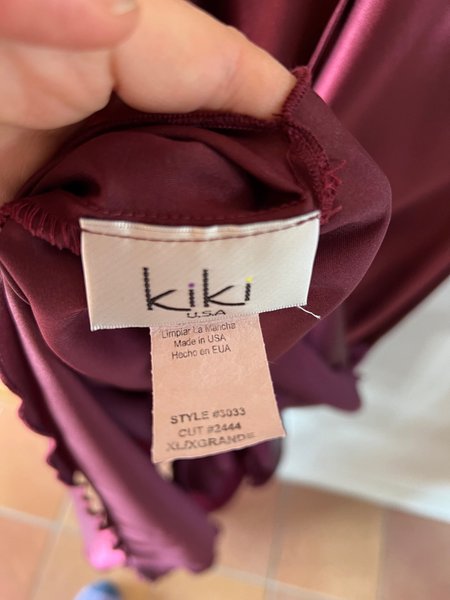 kiki
U.S.A
Limpiar La Mancha
Made in USA
Hecho en EUA
STYLE #3033
CUT #2444
XL/XGRANDE